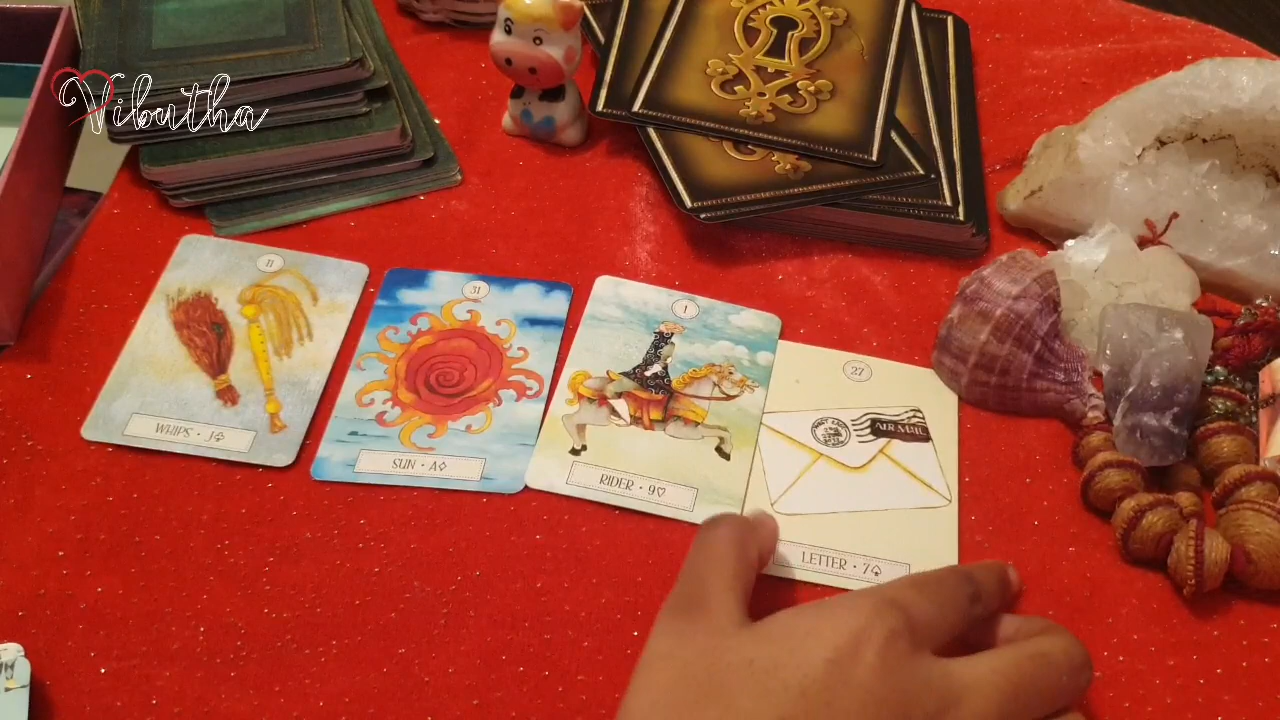 Vibutha
11
WHIPS • J♧
31
SUN • A♢
1
RIDER • 9♡
27
AIR MAIL
LETTER • 7♤